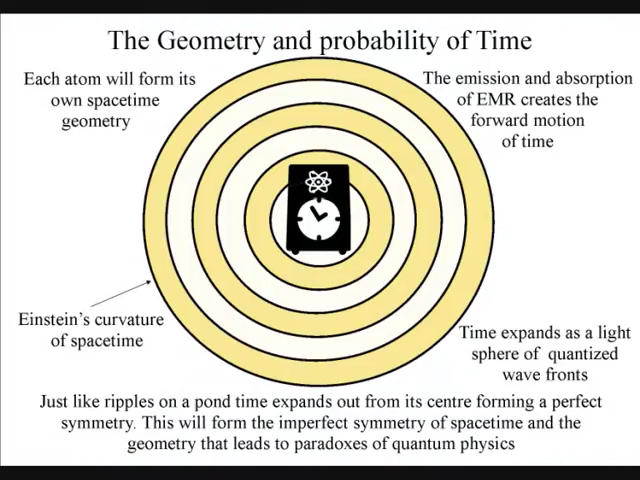 The Geometry and probability of Time
Each atom will form its
own spacetime
geometry
The emission and absorption
of EMR creates the
forward motion
of time
Einstein's curvature
of spacetime
Time expands as a light
sphere of quantized
wave fronts
Just like ripples on a pond time expands out from its centre forming a perfect
symmetry. This will form the imperfect symmetry of spacetime and the
geometry that leads to paradoxes of quantum physics